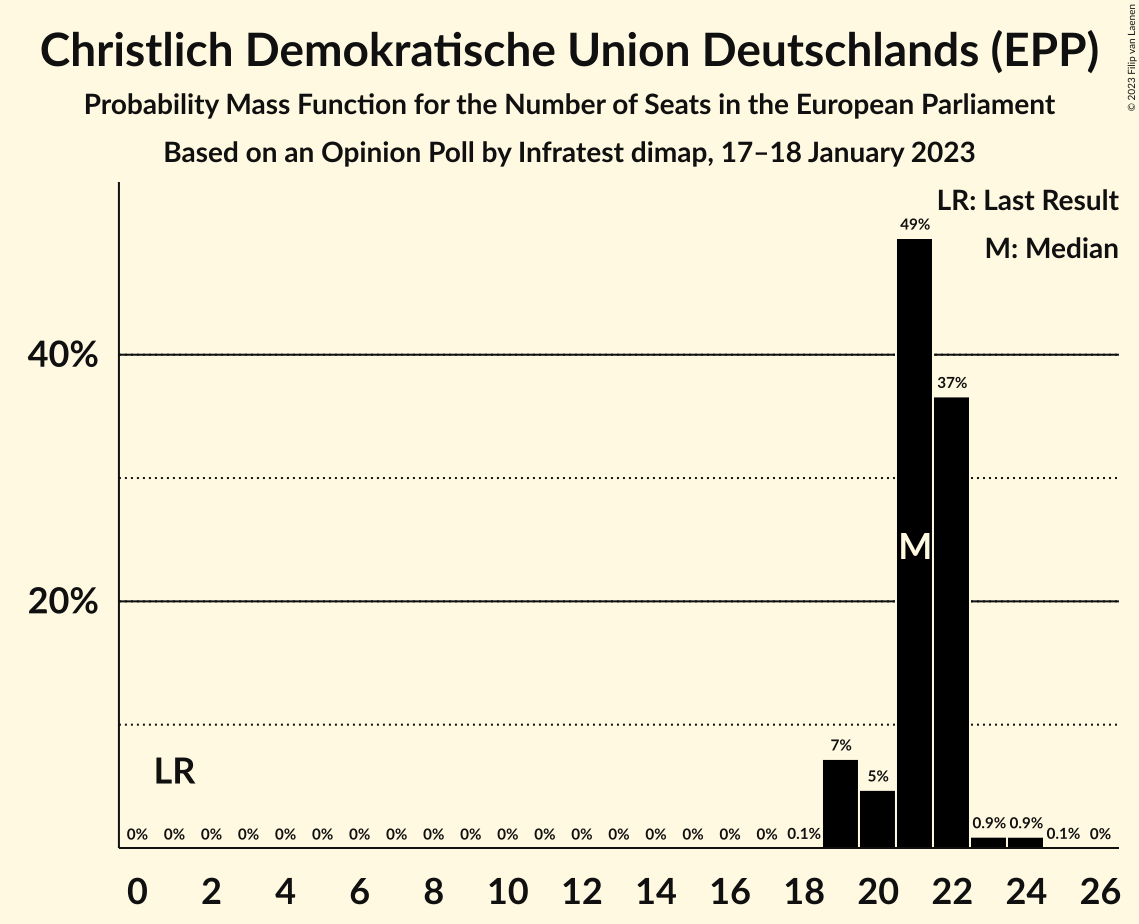 Christlich Demokratische Union Deutschlands (EPP)
Probability Mass Function for the Number of Seats in the European Parliament
Based on an Opinion Poll by Infratest dimap, 17–18 January 2023
© 2023 Filip van Laenen
LR: Last Result
M: Median
49%
40%
37%
M
20%
7%
LR
5%
0% 0% 0% 0% 0% 0% 0% 0% 0% 0% 0% 0% 0% 0% 0% 0% 0% 0% 0.1% 0.9% 0.9% 0.1% 0%
0 2 4 6 8 10 12 14 16 18 20 22 24 26